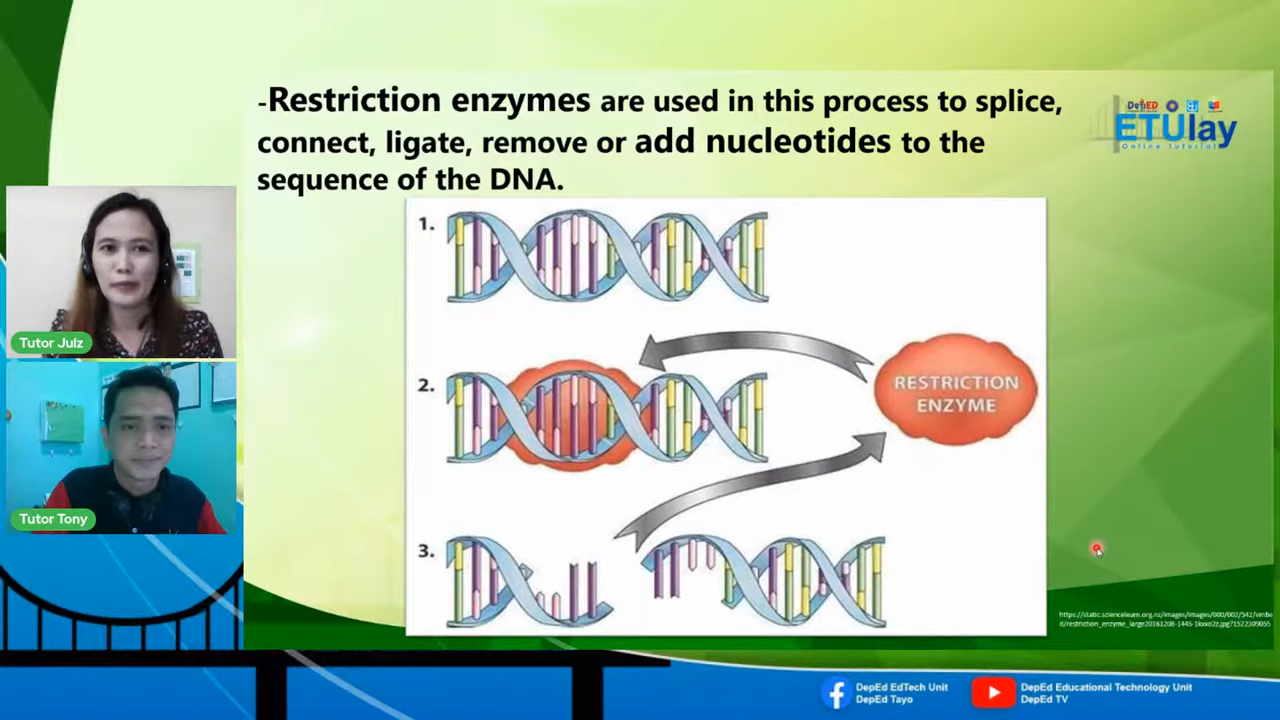 -Restriction enzymes are used in this process to splice,
connect, ligate, remove or add nucleotides to the
sequence of the DNA.
DepED
ETUlay
Online Tutorial
1.
2.
RESTRICTION
ENZYME
3.
Tutor Julz
Tutor Tony
DepEd EdTech Unit
DepEd Tayo
DepEd Educational Technology Unit
DepEd TV